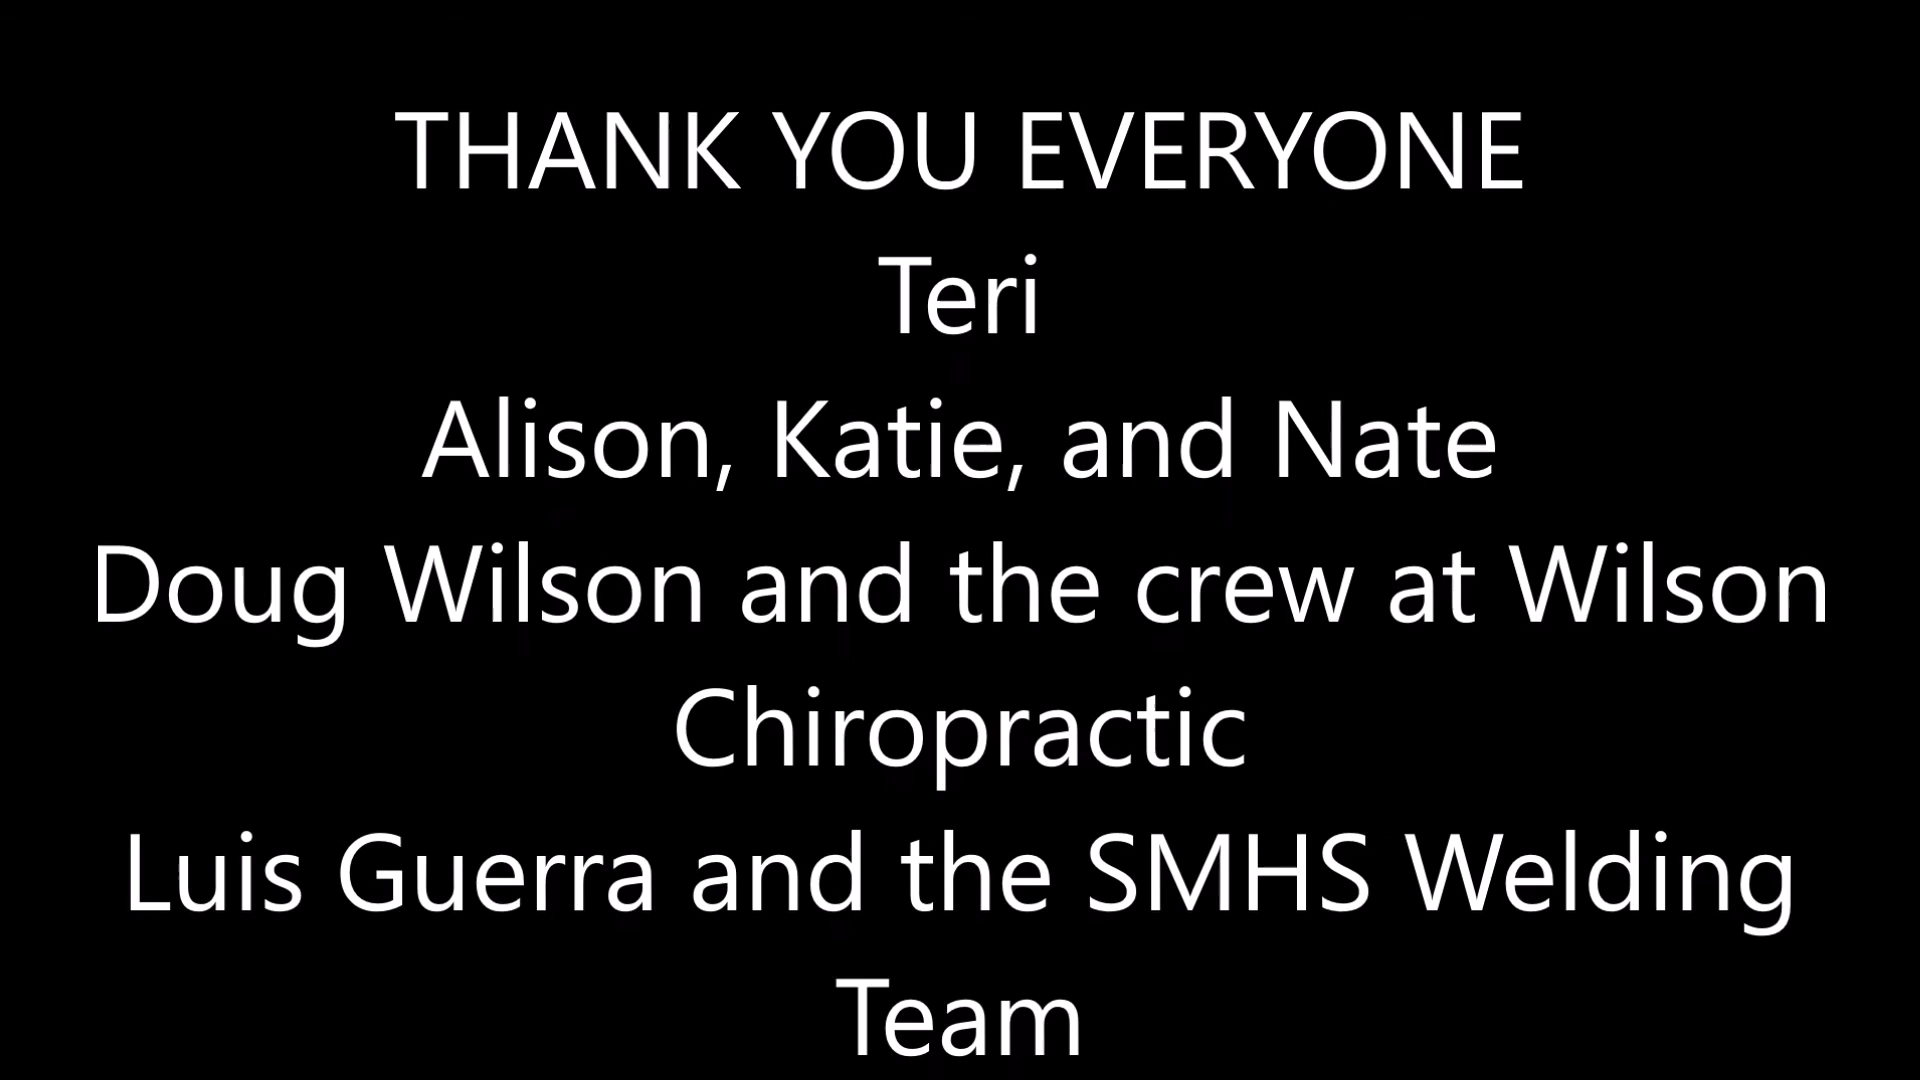 THANK YOU EVERYONE
Teri
Alison, Katie, and Nate
Doug Wilson and the crew at Wilson
Chiropractic
Luis Guerra and the SMHS Welding
Team